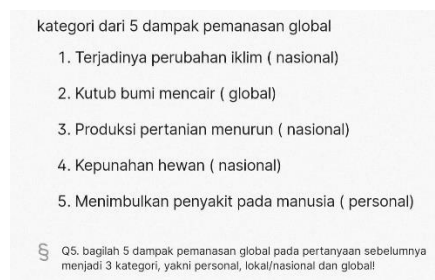 kategori dari 5 dampak pemanasan global
1. Terjadinya perubahan iklim ( nasional)
2. Kutub bumi mencair ( global)
3. Produksi pertanian menurun ( nasional)
4. Kepunahan hewan ( nasional)
5. Menimbulkan penyakit pada manusia ( personal)
§ Q5. bagilah 5 dampak pemanasan global pada pertanyaan sebelumnya
menjadi 3 kategori, yakni personal, lokal/nasional dan global!